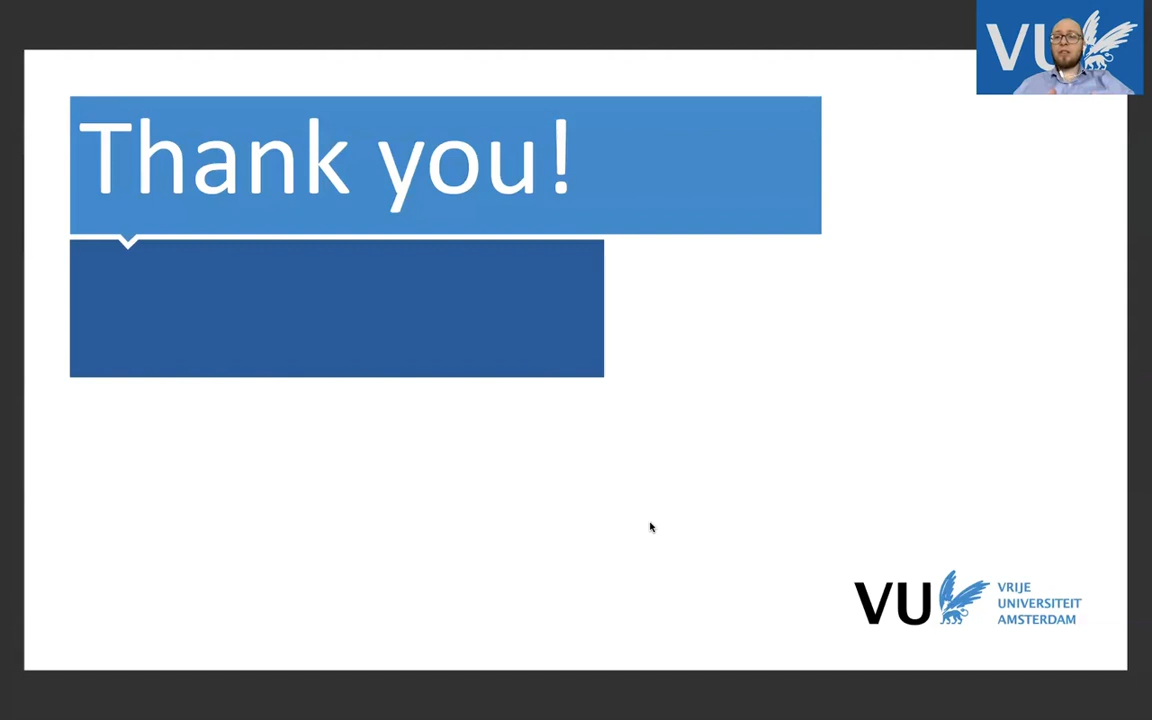 VU
Thank you!
VU
VRIJE
UNIVERSITEIT
AMSTERDAM